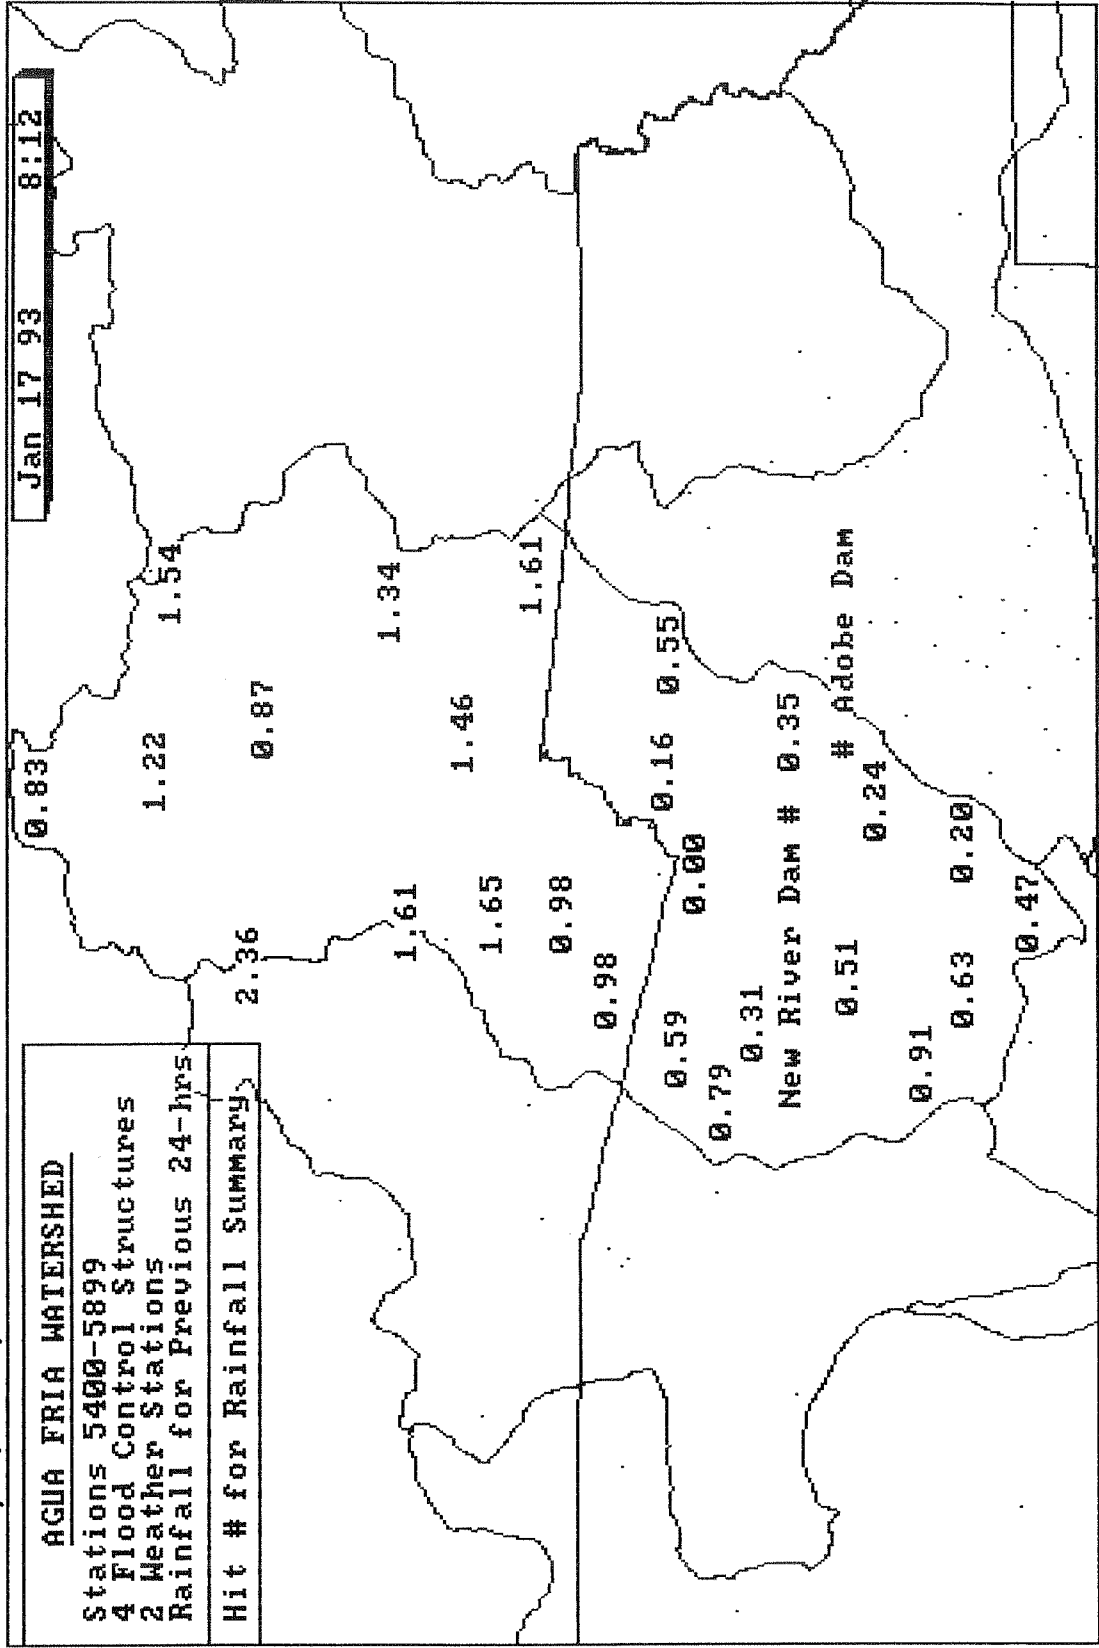 AGUA FRIA WATERSHED
Stations 5400-5899
4 Flood Control Structures
2 Weather Stations
Rainfall for Previous 24-hrs
Hit # for Rainfall Summary
Jan 17 93 8:12
0.83
1.22
1.54
2.36
0.87
1.34
1.61
1.46
1.65
1.61
0.98
0.98
0.59
0.16
0.55
0.00
0.79
0.31
New River Dam # 0.35
0.51
# Adobe Dam
0.24
0.91
0.63
0.20
0.47